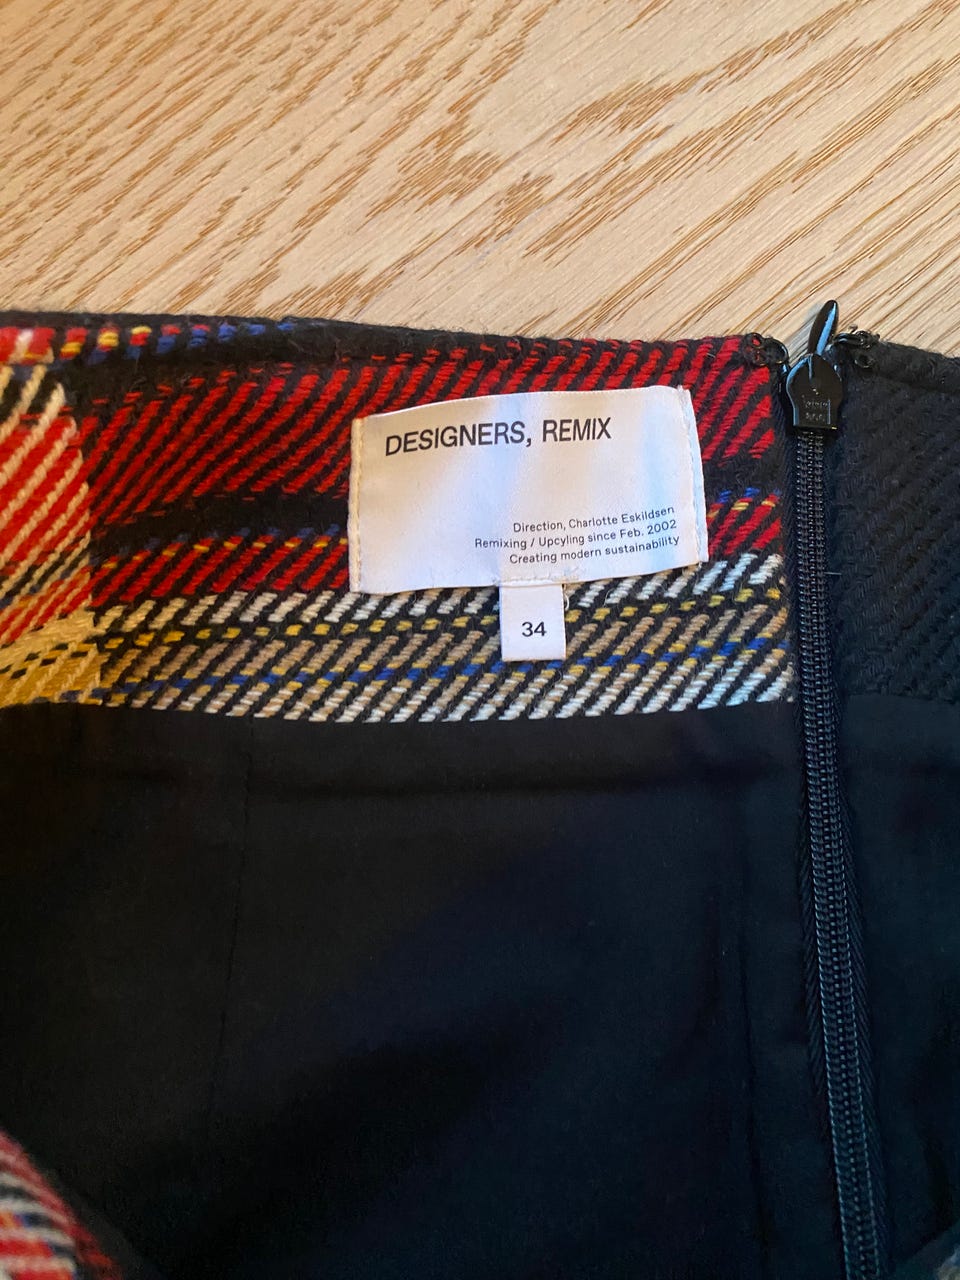 DESIGNERS, REMIX
Direction, Charlotte Eskildsen
Remixing / Upcyling since Feb. 2002
Creating modern sustainability
34